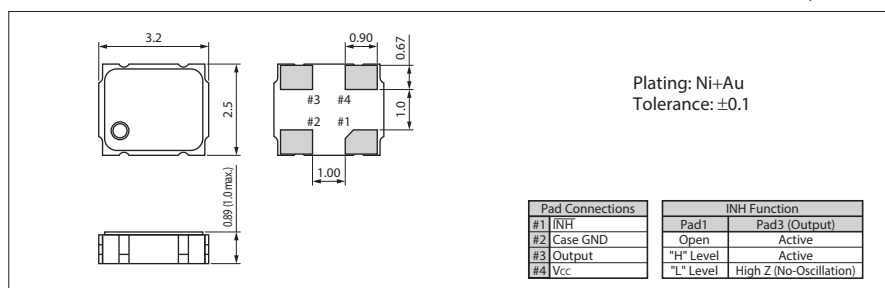 3.2
2.5
0.89 (1.0 max.)
0.90
0.67
1.0
#3 #4
#2 #1
1.00
Plating: Ni+Au
Tolerance: ±0.1
Pad Connections
#1 I̅N̅H̅
#2 Case GND
#3 Output
#4 Vcc
INH Function
Pad1 Pad3 (Output)
Open Active
"H" Level Active
"L" Level High Z (No-Oscillation)